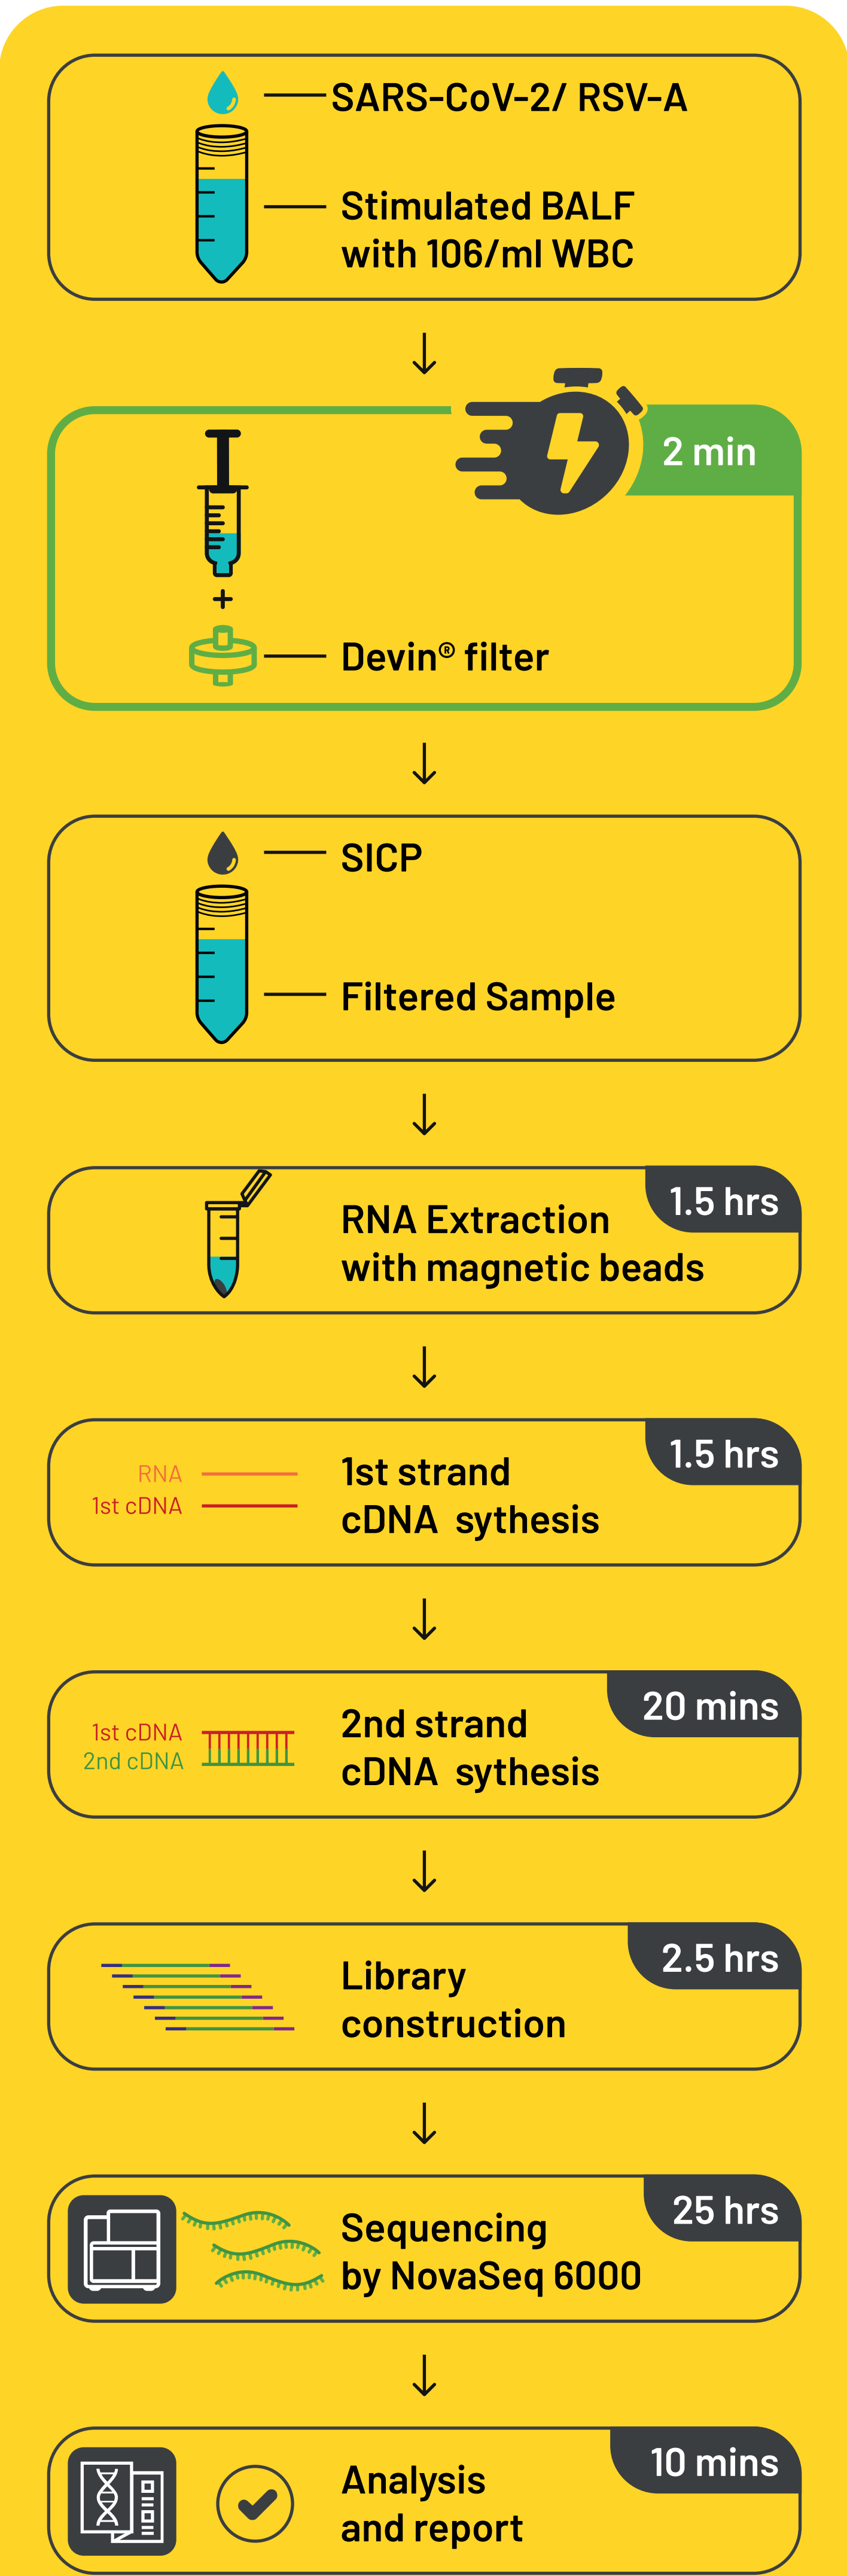 SARS-CoV-2/ RSV-A
Stimulated BALF
with 106/ml WBC
2 min
+
Devin® filter
SICP
Filtered Sample
1.5 hrs
RNA Extraction
with magnetic beads
1.5 hrs
RNA
1st cDNA
1st strand
cDNA  sythesis
20 mins
1st cDNA
2nd cDNA
2nd strand
cDNA  sythesis
2.5 hrs
Library
construction
25 hrs
Sequencing
by NovaSeq 6000
10 mins
Analysis
and report